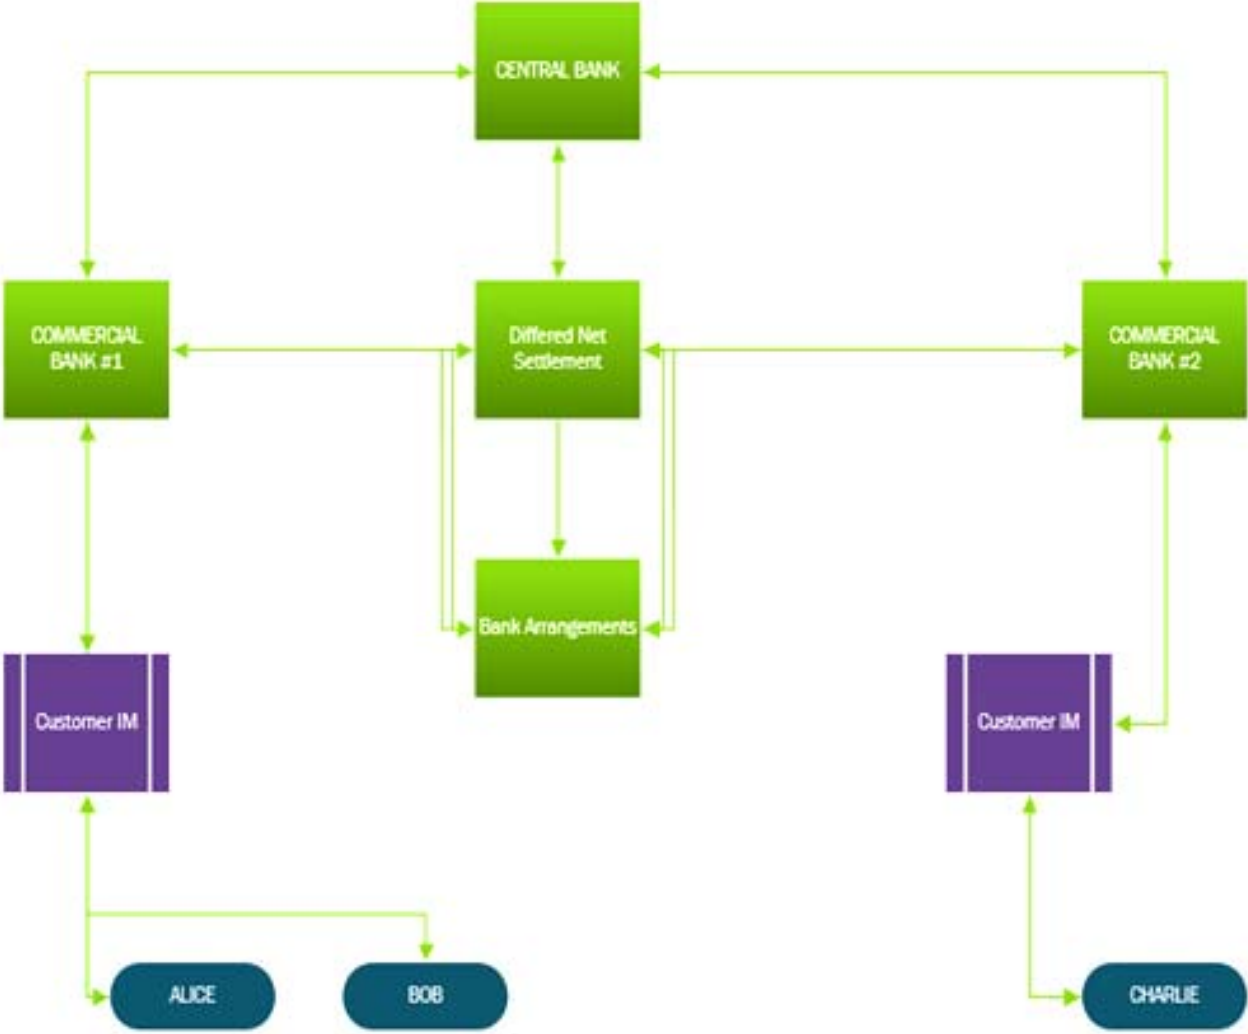 CENTRAL BANK
COMMERCIAL
BANK #1
Differed Net
Settlement
COMMERCIAL
BANK #2
Bank Arrangements
Customer IM
Customer IM
ALICE
BOB
CHARLIE